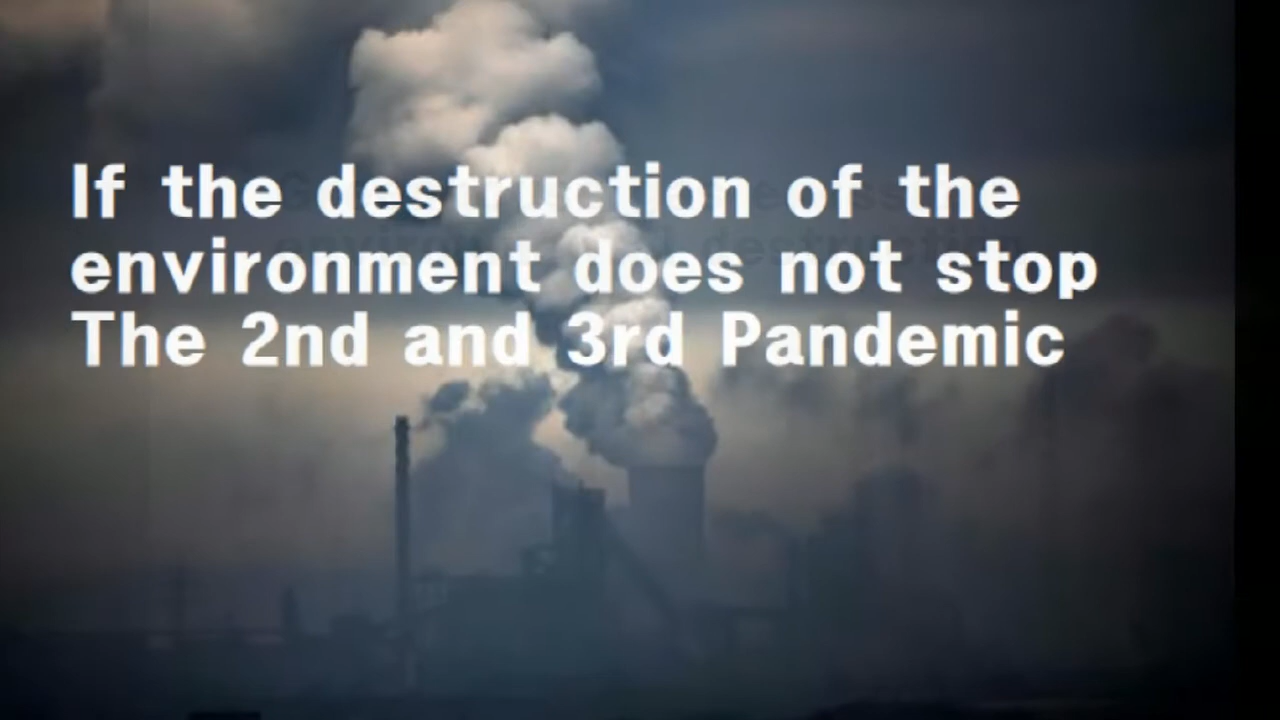 If the destruction of the
environment does not stop
The 2nd and 3rd Pandemic